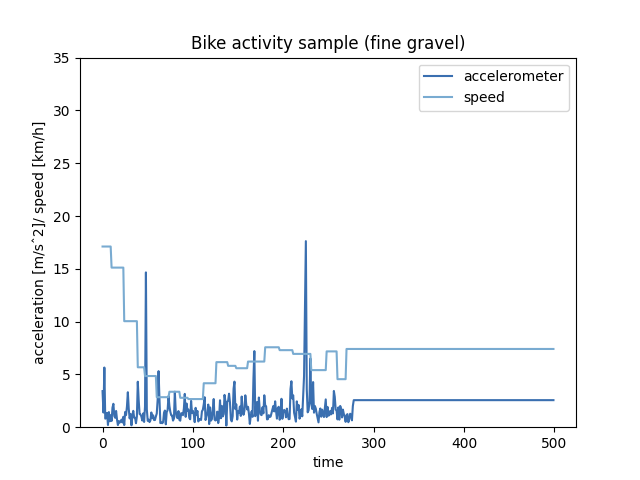 Bike activity sample (fine gravel)
accelerometer
speed
acceleration [m/sˆ2]/ speed [km/h]
35
30
25
20
15
10
5
0
0
100
200
300
400
500
time